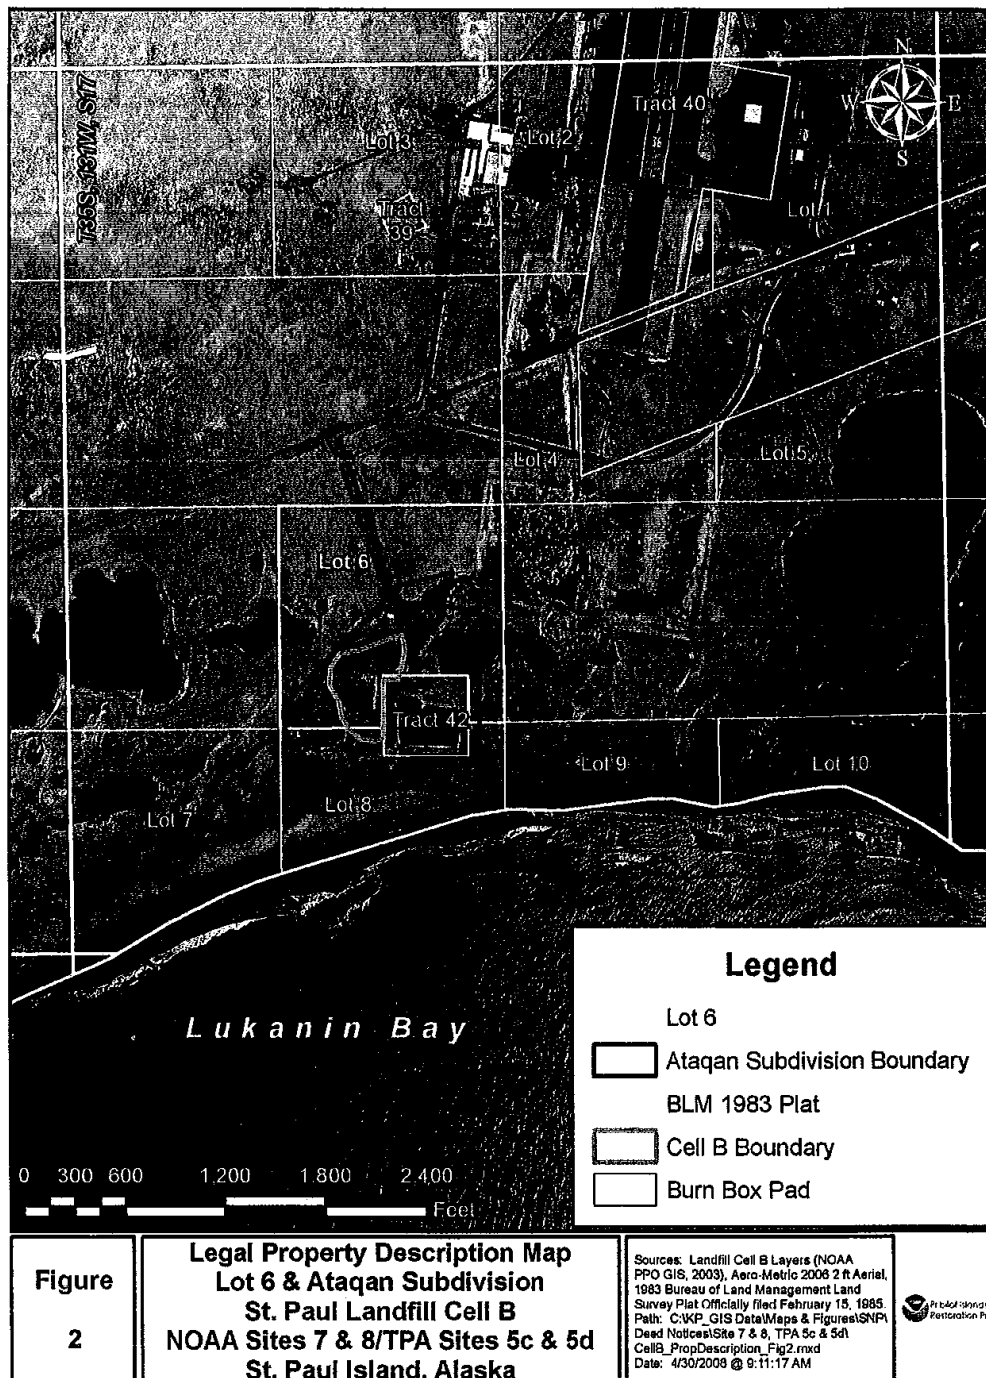 N
W E
S
T35S, 131W, S17
Tract 40
Lot 3
Lot 2
Tract
39
Lot 1
Lot 4
Lot 5
Lot 6
Tract 42
Lot 9
Lot 10
Lot 8
Lot 7
Lukanin Bay
0 300 600 1,200 1,800 2,400
Feet
Legend
Lot 6
Ataqan Subdivision Boundary
BLM 1983 Plat
Cell B Boundary
Burn Box Pad
Figure
2
Legal Property Description Map
Lot 6 & Ataqan Subdivision
St. Paul Landfill Cell B
NOAA Sites 7 & 8/TPA Sites 5c & 5d
St. Paul Island, Alaska
Sources: Landfill Cell B Layers (NOAA
PPO GIS, 2003), Aero-Metric 2006 2 ft Aerial,
1983 Bureau of Land Management Land
Survey Plat Officially filed February 15, 1985.
Path: C:\KP_GIS Data\Maps & Figures\SNP\
Deed Notices\Site 7 & 8, TPA 5c & 5d\
CellB_PropDescription_Fig2.mxd
Date: 4/30/2008 @ 9:11:17 AM
Pribilof Island
Restoration